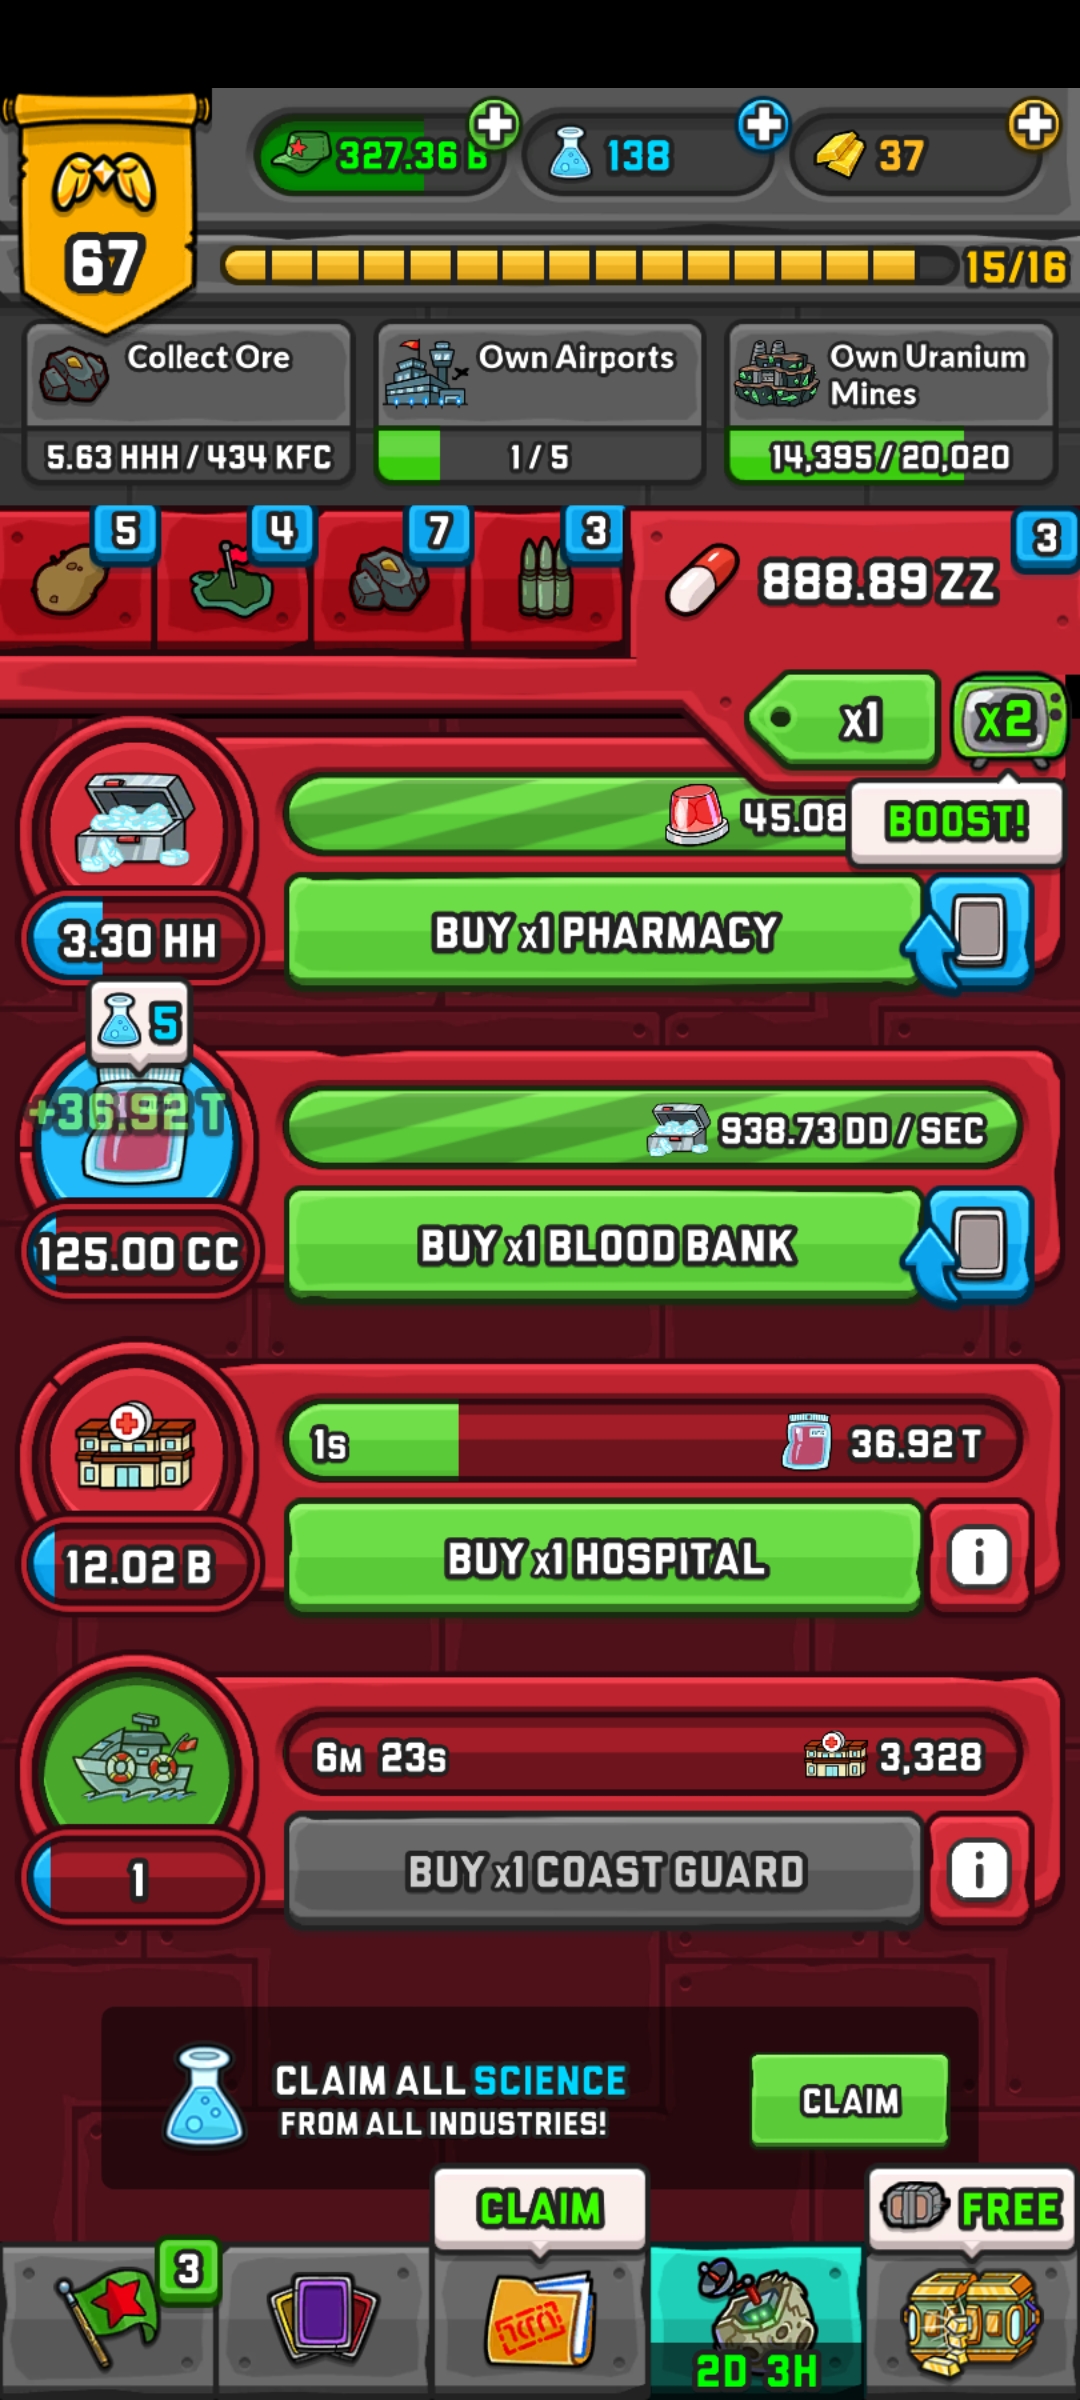 327.36 B
138
37
67
15/16
Collect Ore
5.63 HHH / 434 KFC
Own Airports
1 / 5
Own Uranium
Mines
14,395 / 20,020
5
4
7
3
888.89 ZZ
3
x1
x2
BOOST!
45.08
3.30 HH
BUY x1 PHARMACY
5
+36.92 T
938.73 DD / SEC
125.00 CC
BUY x1 BLOOD BANK
1s
36.92 T
12.02 B
BUY x1 HOSPITAL
i
6M 23s
3,328
1
BUY x1 COAST GUARD
i
CLAIM ALL SCIENCE
FROM ALL INDUSTRIES!
CLAIM
CLAIM
FREE
3
2D 3H